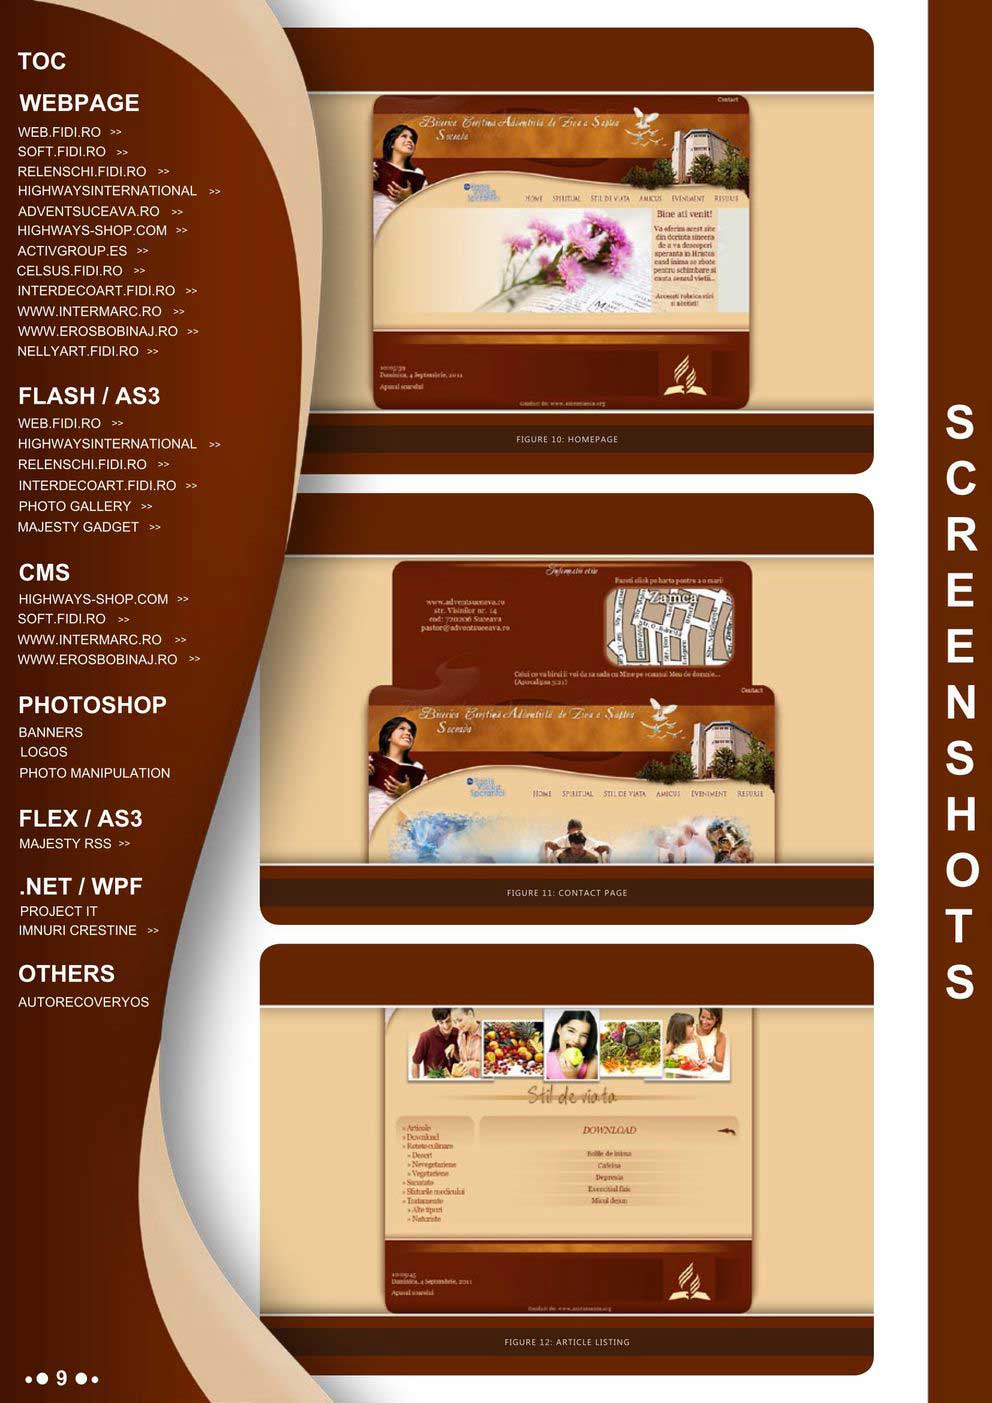 TOC
WEBPAGE
WEB.FIDI.RO >>
SOFT.FIDI.RO >>
RELENSCHI.FIDI.RO >>
HIGHWAYSINTERNATIONAL >>
ADVENTSUCEAVA.RO >>
HIGHWAYS-SHOP.COM >>
ACTIVGROUP.ES >>
CELSUS.FIDI.RO >>
INTERDECOART.FIDI.RO >>
WWW.INTERMARC.RO >>
WWW.EROSBOBINAJ.RO >>
NELLYART.FIDI.RO >>
FLASH / AS3
WEB.FIDI.RO >>
HIGHWAYSINTERNATIONAL >>
RELENSCHI.FIDI.RO >>
INTERDECOART.FIDI.RO >>
PHOTO GALLERY >>
MAJESTY GADGET >>
CMS
HIGHWAYS-SHOP.COM >>
SOFT.FIDI.RO >>
WWW.INTERMARC.RO >>
WWW.EROSBOBINAJ.RO >>
PHOTOSHOP
BANNERS
LOGOS
PHOTO MANIPULATION
FLEX / AS3
MAJESTY RSS >>
.NET / WPF
PROJECT IT
IMNURI CRESTINE >>
OTHERS
AUTORECOVERYOS
9
Contact
Biserica Creştină Adventistă de Ziua a Şaptea
Suceava
HOME SPIRITUAL STIL DE VIATA AMICUS EVENIMENT RESURSE
Bine ati venit!
Va oferim acest site
din dorinta sincera
de a va descoperi
speranta in Hristos
cand inima se zbate
pentru schimbare si
cauta sensul vietii...
Accesati rubrica stiri
si noutati!
Duminica, 4 Septembrie, 2011
Apusul soarelui
FIGURE 10: HOMEPAGE
Faceti click pe harta pentru a o mari!
www.adventsuceava.ro
str. Visinilor nr. 14
cod: 720206 Suceava
pastor@adventsuceava.ro
Zamca
Celui ce va birui ii voi da sa sada cu Mine pe scaunul Meu de domnie...
(Apocalipsa 3:21)
Contact
Biserica Creştină Adventistă de Ziua a Şaptea
Suceava
HOME SPIRITUAL STIL DE VIATA AMICUS EVENIMENT RESURSE
FIGURE 11: CONTACT PAGE
Stil de viata
» Articole
» Download
» Retete culinare
» Desert
» Nevegetariene
» Vegetariene
» Sanatate
» Sfaturile medicului
» Tratamente
» Alte tipuri
» Naturiste
DOWNLOAD
Bolile de inima
Cafeina
Depresia
Exercitiul fizic
Micul dejun
Duminica, 4 Septembrie, 2011
Apusul soarelui
FIGURE 12: ARTICLE LISTING
SCREENSHOTS